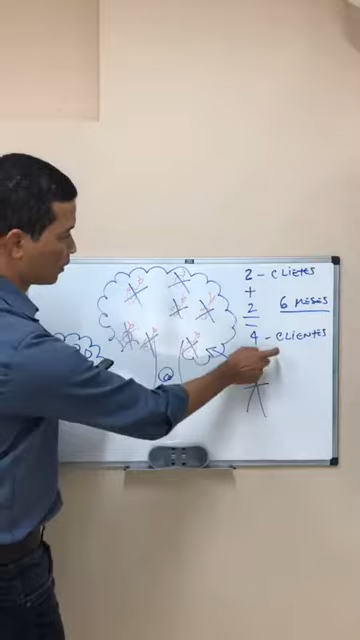 2 - CLIETES
+
2 6 MESES
=
4 - CLIENTES